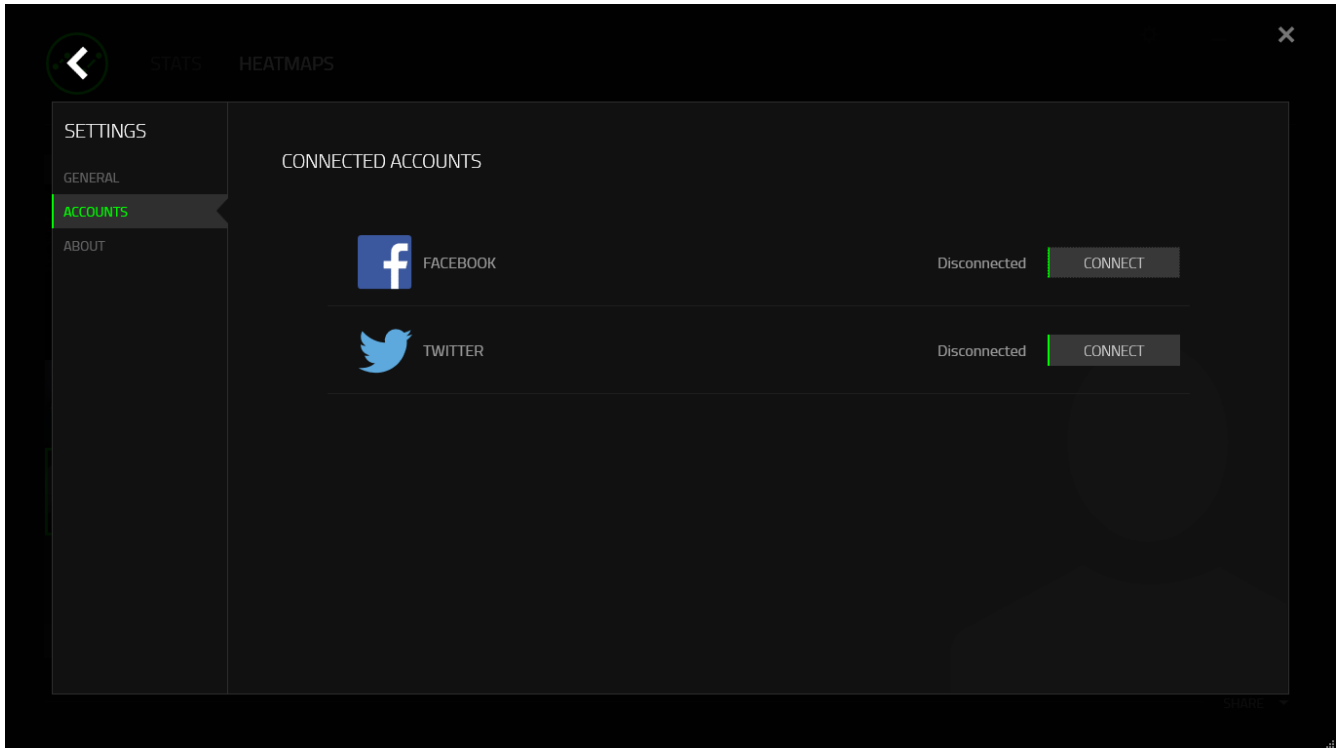 STATS HEATMAPS
SETTINGS
GENERAL
ACCOUNTS
ABOUT
CONNECTED ACCOUNTS
FACEBOOK Disconnected CONNECT
TWITTER Disconnected CONNECT
SHARE